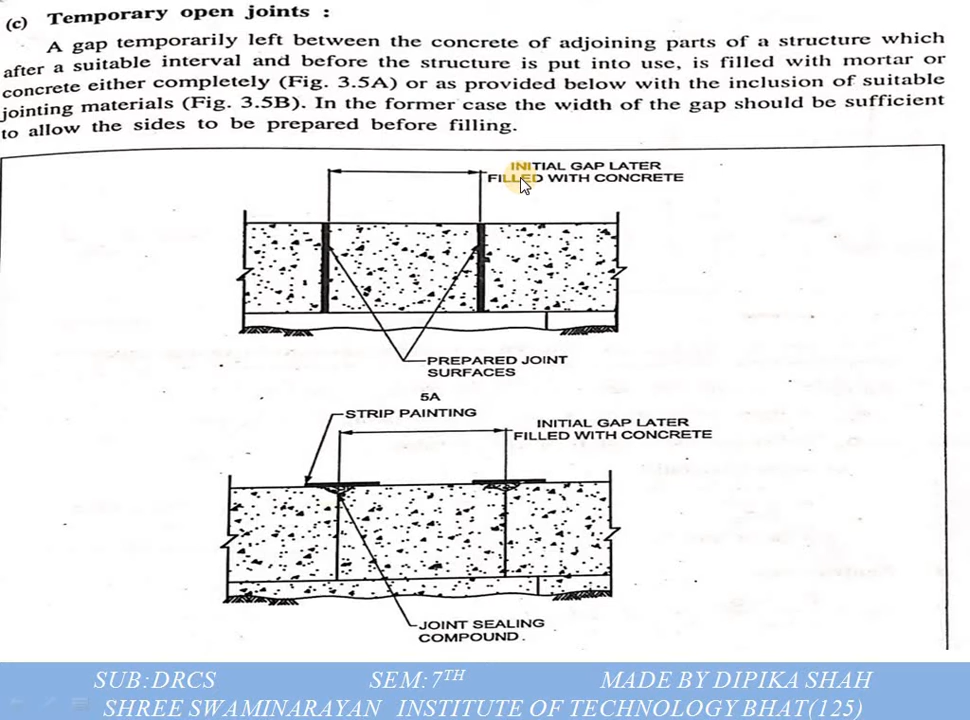 (c) Temporary open joints :
A gap temporarily left between the concrete of adjoining parts of a structure which
after a suitable interval and before the structure is put into use, is filled with mortar or
concrete either completely (Fig. 3.5A) or as provided below with the inclusion of suitable
jointing materials (Fig. 3.5B). In the former case the width of the gap should be sufficient
to allow the sides to be prepared before filling.
INITIAL GAP LATER
FILLED WITH CONCRETE
PREPARED JOINT
SURFACES
5A
STRIP PAINTING
INITIAL GAP LATER
FILLED WITH CONCRETE
JOINT SEALING
COMPOUND.
SUB:DRCS SEM:7TH MADE BY DIPIKA SHAH
SHREE SWAMINARAYAN INSTITUTE OF TECHNOLOGY BHAT(125)